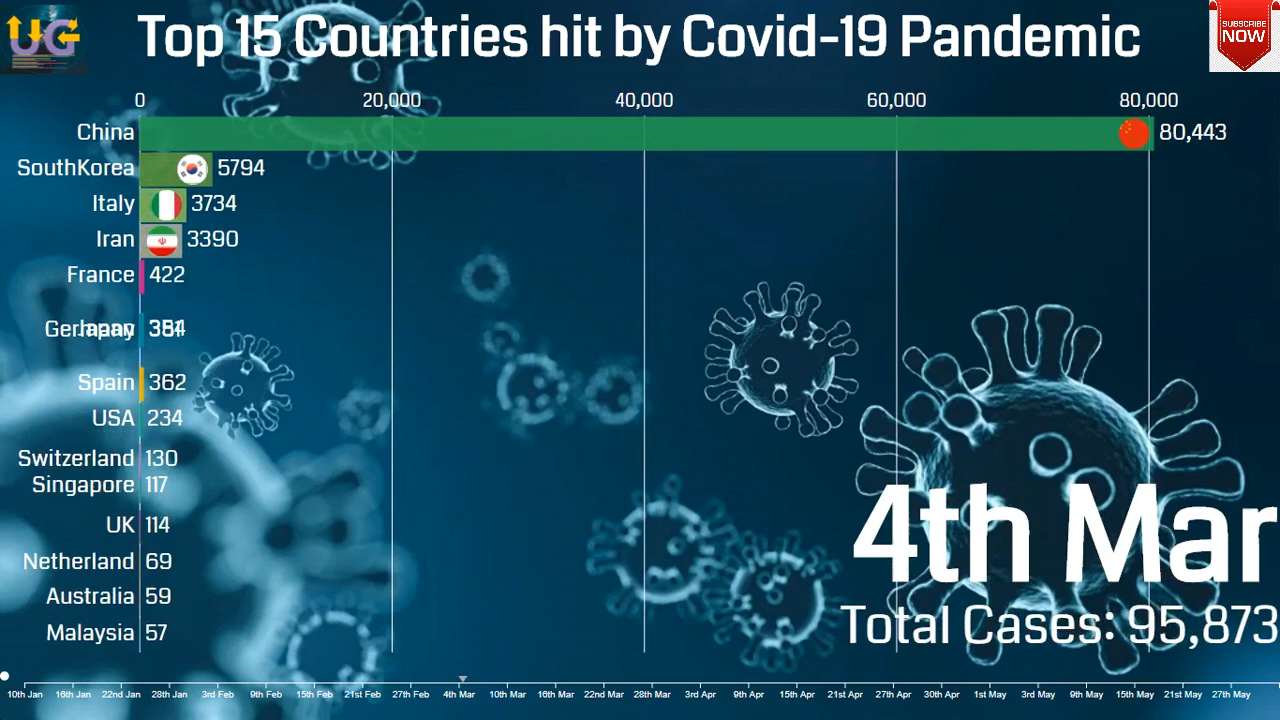 UG
Top 15 Countries hit by Covid-19 Pandemic
SUBSCRIBE
NOW
0 20,000 40,000 60,000 80,000
China 80,443
SouthKorea 5794
Italy 3734
Iran 3390
France 422
Germany
Spain 362
USA 234
Switzerland 130
Singapore 117
UK 114
Netherland 69
Australia 59
Malaysia 57
4th Mar
Total Cases: 95,873
10th Jan 16th Jan 22nd Jan 28th Jan 3rd Feb 9th Feb 15th Feb 21st Feb 27th Feb 4th Mar 10th Mar 16th Mar 22nd Mar 28th Mar 3rd Apr 9th Apr 15th Apr 21st Apr 27th Apr 30th Apr 1st May 3rd May 9th May 15th May 21st May 27th May